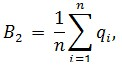 $$B_2 = \frac{1}{n}\sum_{i=1}^{n} q_i,$$